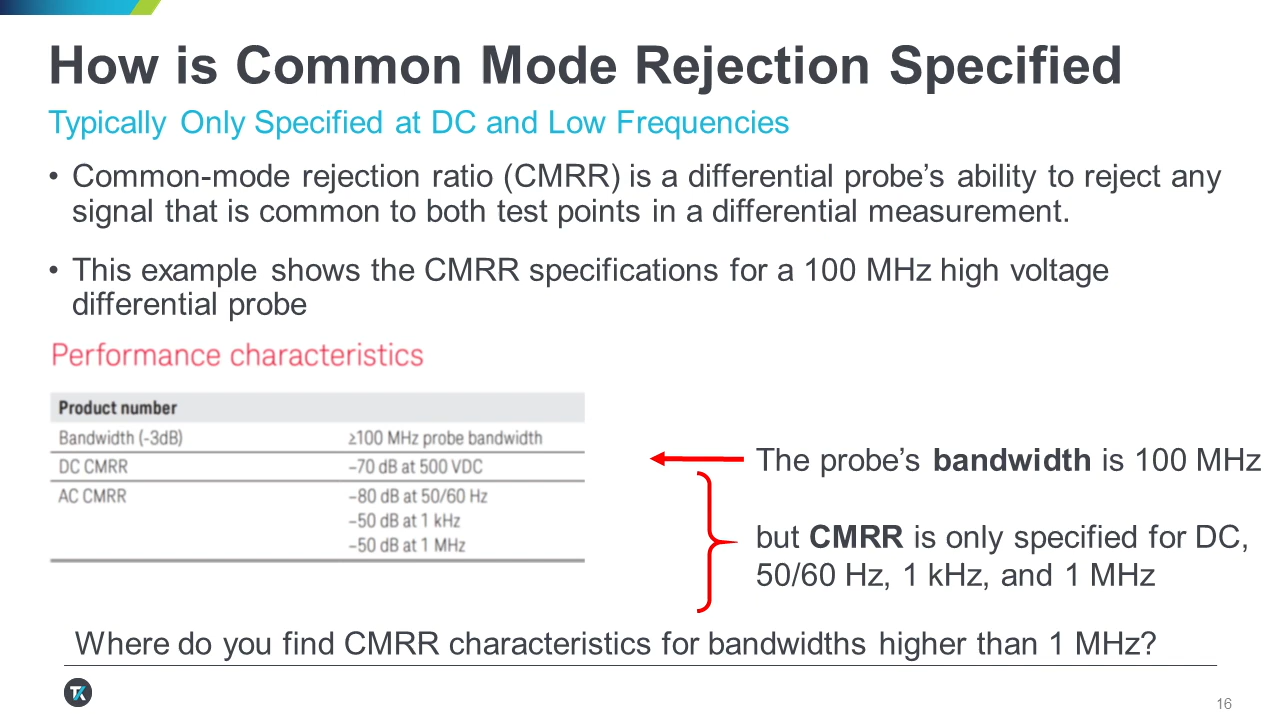 How is Common Mode Rejection Specified
Typically Only Specified at DC and Low Frequencies
• Common-mode rejection ratio (CMRR) is a differential probe’s ability to reject any
signal that is common to both test points in a differential measurement.
• This example shows the CMRR specifications for a 100 MHz high voltage
differential probe
Performance characteristics
Product number
Bandwidth (-3dB) ≥100 MHz probe bandwidth
DC CMRR −70 dB at 500 VDC
AC CMRR −80 dB at 50/60 Hz
−50 dB at 1 kHz
−50 dB at 1 MHz
The probe’s bandwidth is 100 MHz
but CMRR is only specified for DC,
50/60 Hz, 1 kHz, and 1 MHz
Where do you find CMRR characteristics for bandwidths higher than 1 MHz?
16